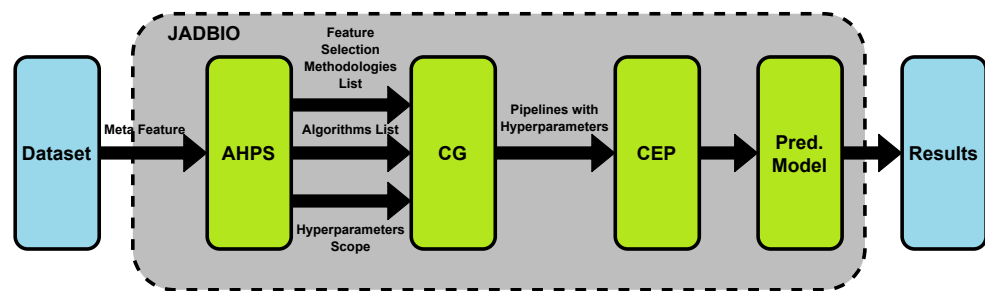 JADBIO
Feature
Selection
Methodologies
List
Meta Feature
Algorithms List
Pipelines with
Hyperparameters
Dataset
AHPS
CG
CEP
Pred.
Model
Results
Hyperparameters
Scope